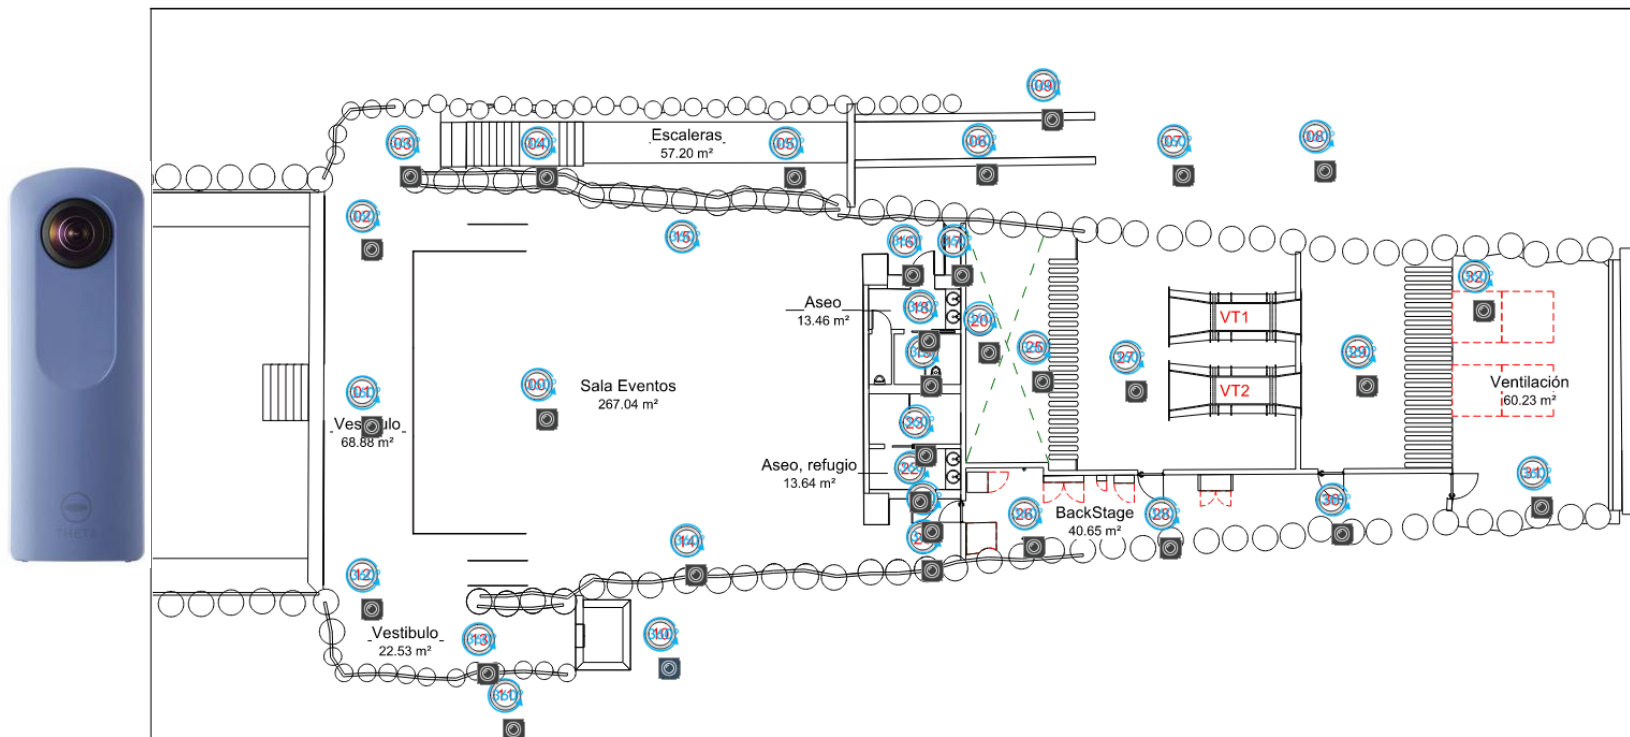 09
03
04
Escaleras
57.20 m²
05
06
07
08
02
15
16
17
32
Aseo
13.46 m²
18
20
VT1
25
27
29
19
01
00
Sala Eventos
267.04 m²
VT2
Ventilación
60.23 m²
Vestíbulo
68.88 m²
23
Aseo, refugio
13.64 m²
22
31
30
26
BackStage
40.65 m²
28
THETA
14
12
Vestibulo
22.53 m²
13
10
11